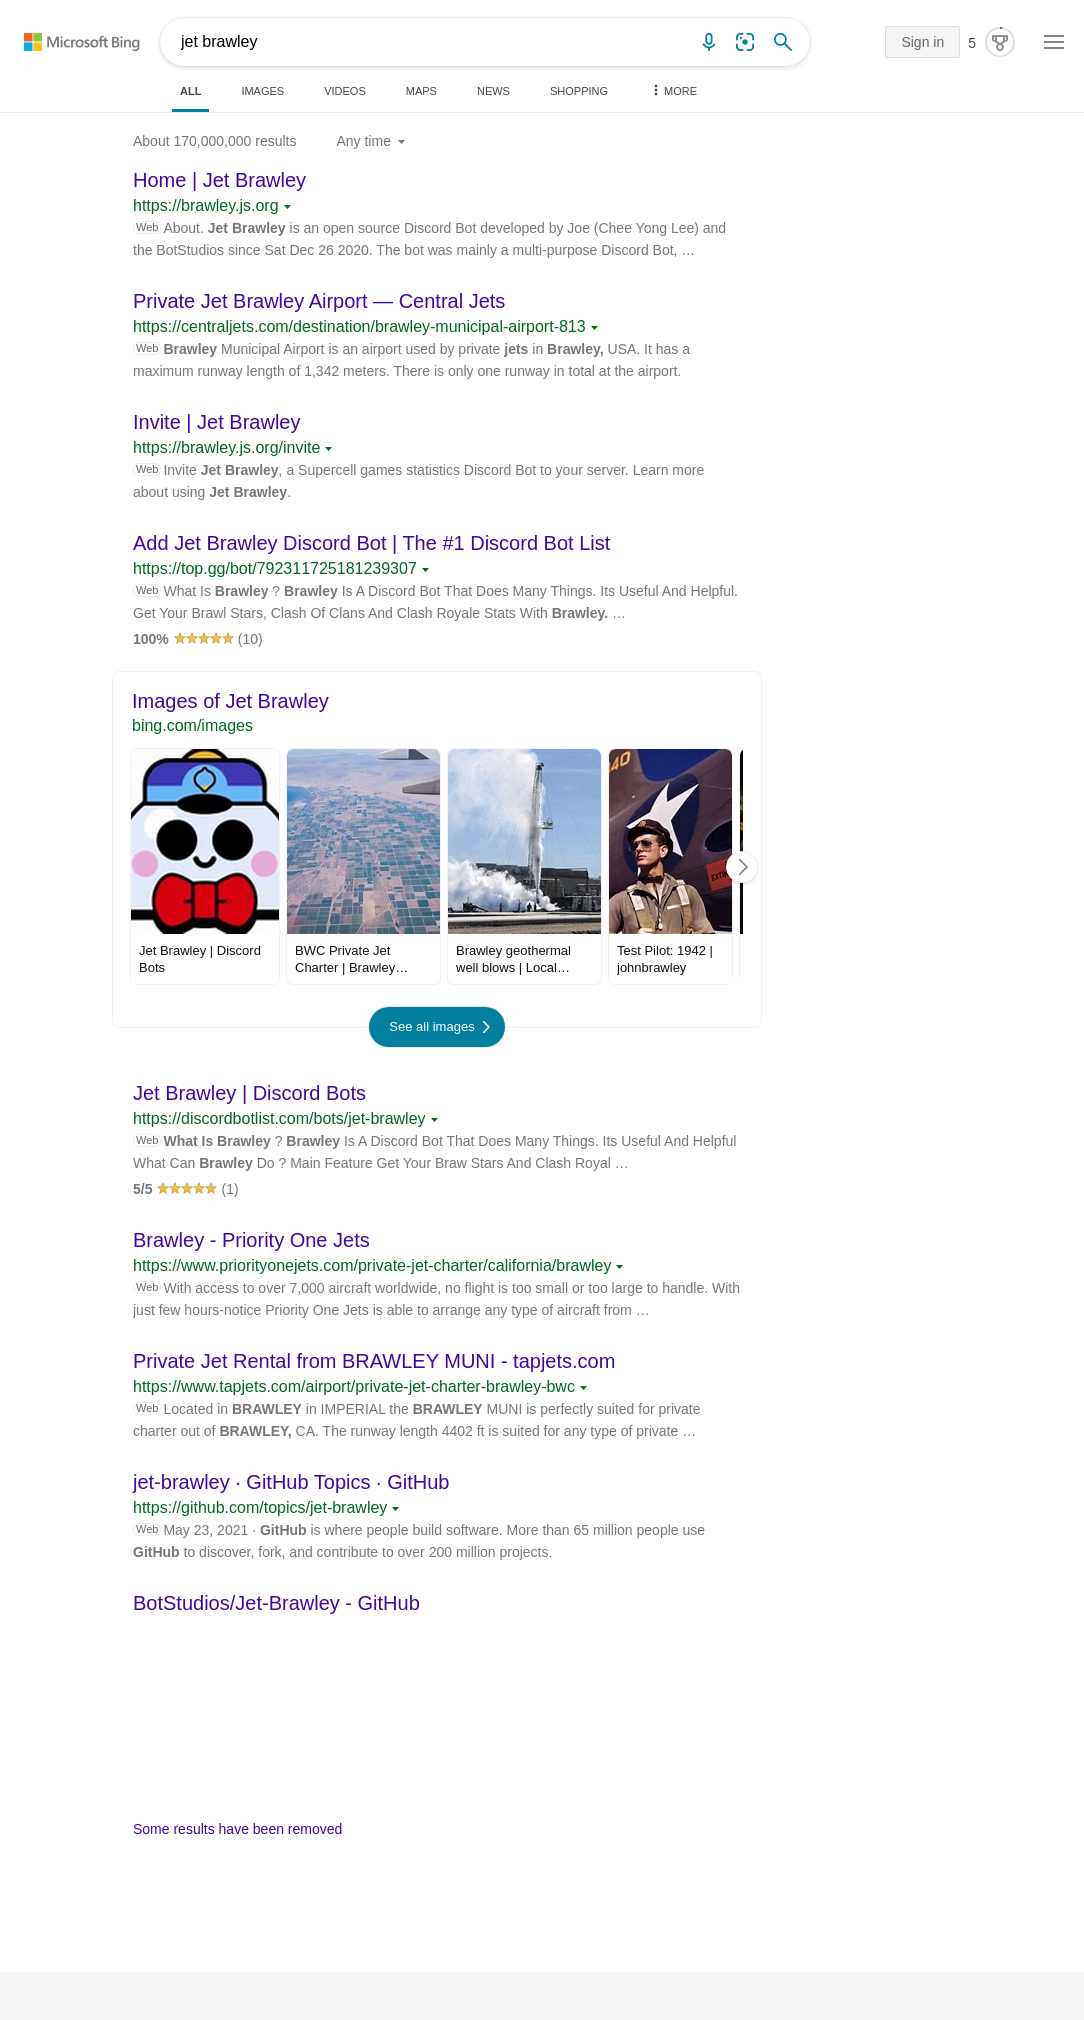 Microsoft Bing
jet brawley
Sign in
5
ALL
IMAGES
VIDEOS
MAPS
NEWS
SHOPPING
MORE
About 170,000,000 results
Any time
Home | Jet Brawley
https://brawley.js.org
Web About. Jet Brawley is an open source Discord Bot developed by Joe (Chee Yong Lee) and
the BotStudios since Sat Dec 26 2020. The bot was mainly a multi-purpose Discord Bot, …
Private Jet Brawley Airport — Central Jets
https://centraljets.com/destination/brawley-municipal-airport-813
Web Brawley Municipal Airport is an airport used by private jets in Brawley, USA. It has a
maximum runway length of 1,342 meters. There is only one runway in total at the airport.
Invite | Jet Brawley
https://brawley.js.org/invite
Web Invite Jet Brawley, a Supercell games statistics Discord Bot to your server. Learn more
about using Jet Brawley.
Add Jet Brawley Discord Bot | The #1 Discord Bot List
https://top.gg/bot/792311725181239307
Web What Is Brawley ? Brawley Is A Discord Bot That Does Many Things. Its Useful And Helpful.
Get Your Brawl Stars, Clash Of Clans And Clash Royale Stats With Brawley. …
100% (10)
Images of Jet Brawley
bing.com/images
Jet Brawley | Discord
Bots
BWC Private Jet
Charter | Brawley…
Brawley geothermal
well blows | Local…
Test Pilot: 1942 |
johnbrawley
See all images
Jet Brawley | Discord Bots
https://discordbotlist.com/bots/jet-brawley
Web What Is Brawley ? Brawley Is A Discord Bot That Does Many Things. Its Useful And Helpful
What Can Brawley Do ? Main Feature Get Your Braw Stars And Clash Royal …
5/5 (1)
Brawley - Priority One Jets
https://www.priorityonejets.com/private-jet-charter/california/brawley
Web With access to over 7,000 aircraft worldwide, no flight is too small or too large to handle. With
just few hours-notice Priority One Jets is able to arrange any type of aircraft from …
Private Jet Rental from BRAWLEY MUNI - tapjets.com
https://www.tapjets.com/airport/private-jet-charter-brawley-bwc
Web Located in BRAWLEY in IMPERIAL the BRAWLEY MUNI is perfectly suited for private
charter out of BRAWLEY, CA. The runway length 4402 ft is suited for any type of private …
jet-brawley · GitHub Topics · GitHub
https://github.com/topics/jet-brawley
Web May 23, 2021 · GitHub is where people build software. More than 65 million people use
GitHub to discover, fork, and contribute to over 200 million projects.
BotStudios/Jet-Brawley - GitHub
Some results have been removed